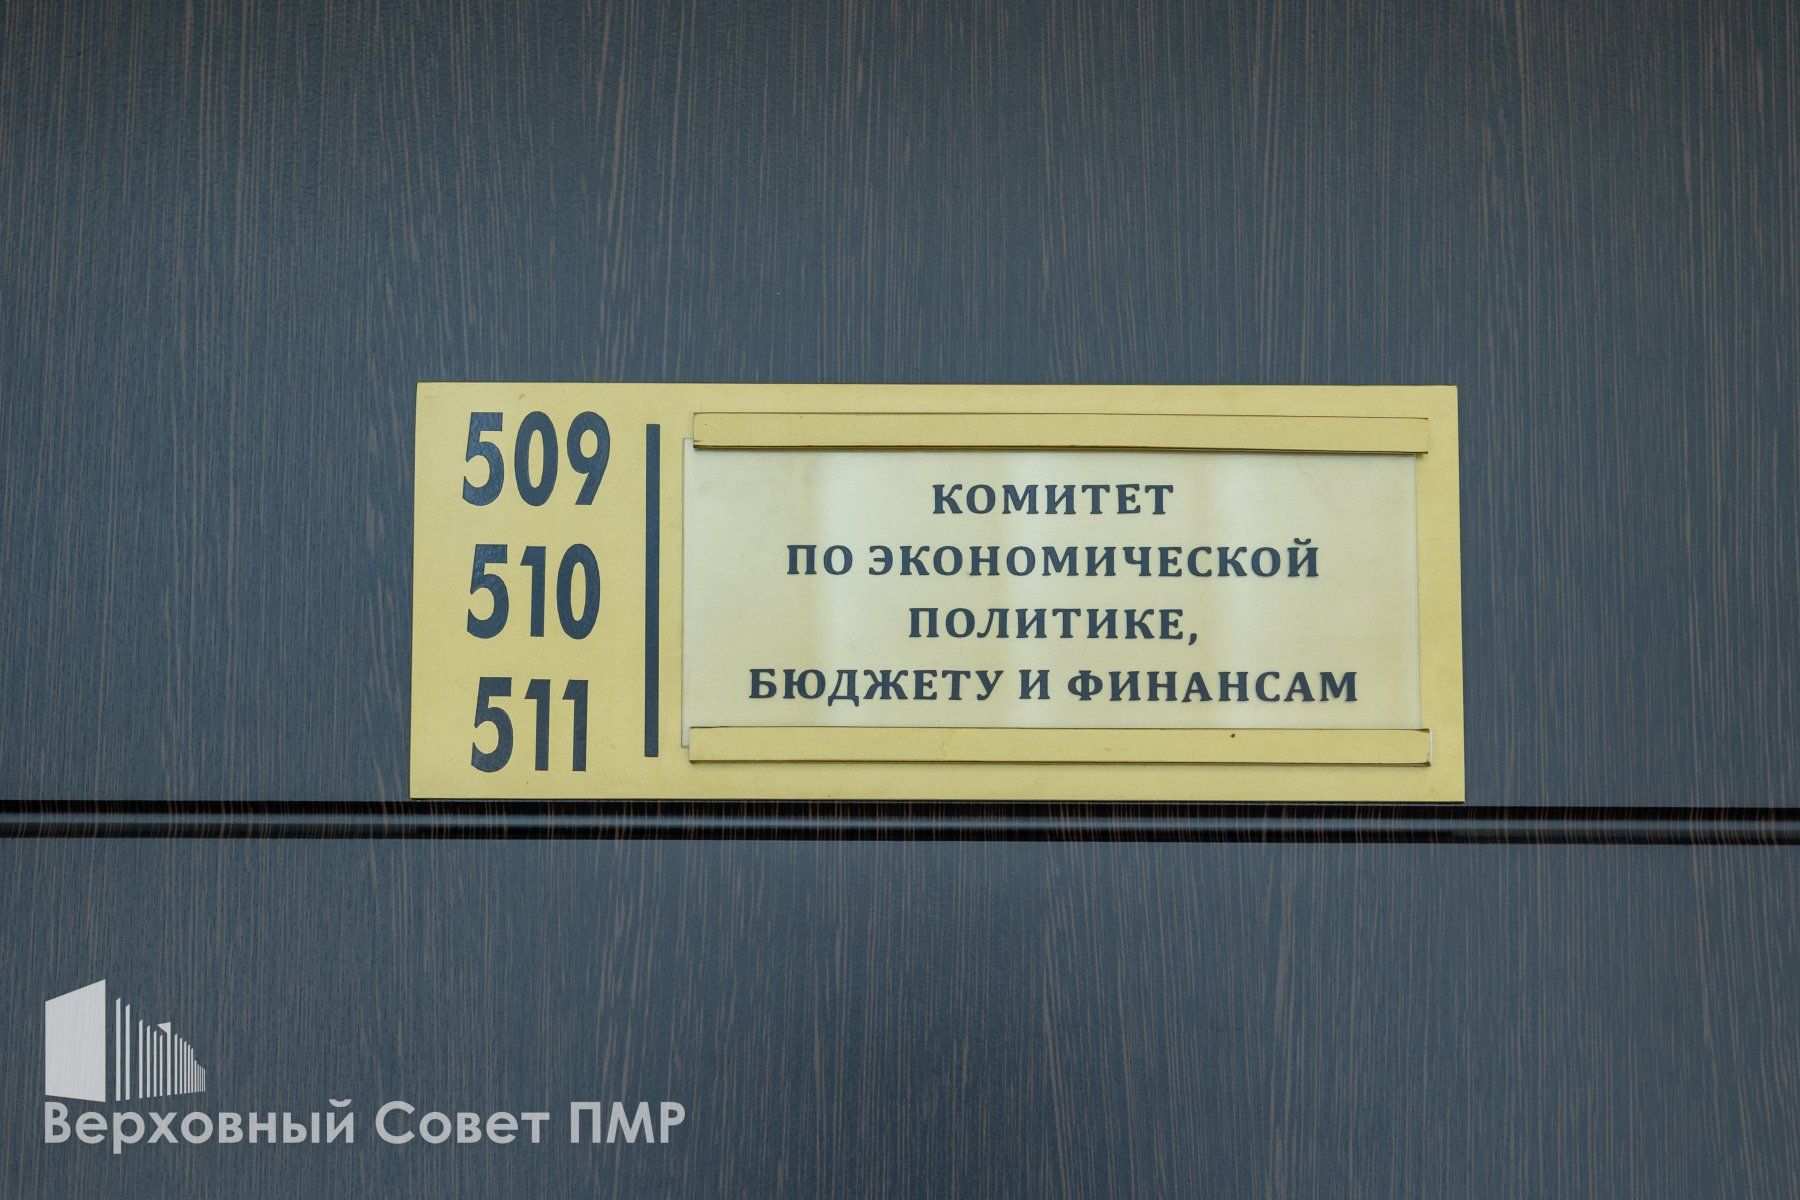 509
510
511
КОМИТЕТ
ПО ЭКОНОМИЧЕСКОЙ
ПОЛИТИКЕ,
БЮДЖЕТУ И ФИНАНСАМ
Верховный Совет ПМР